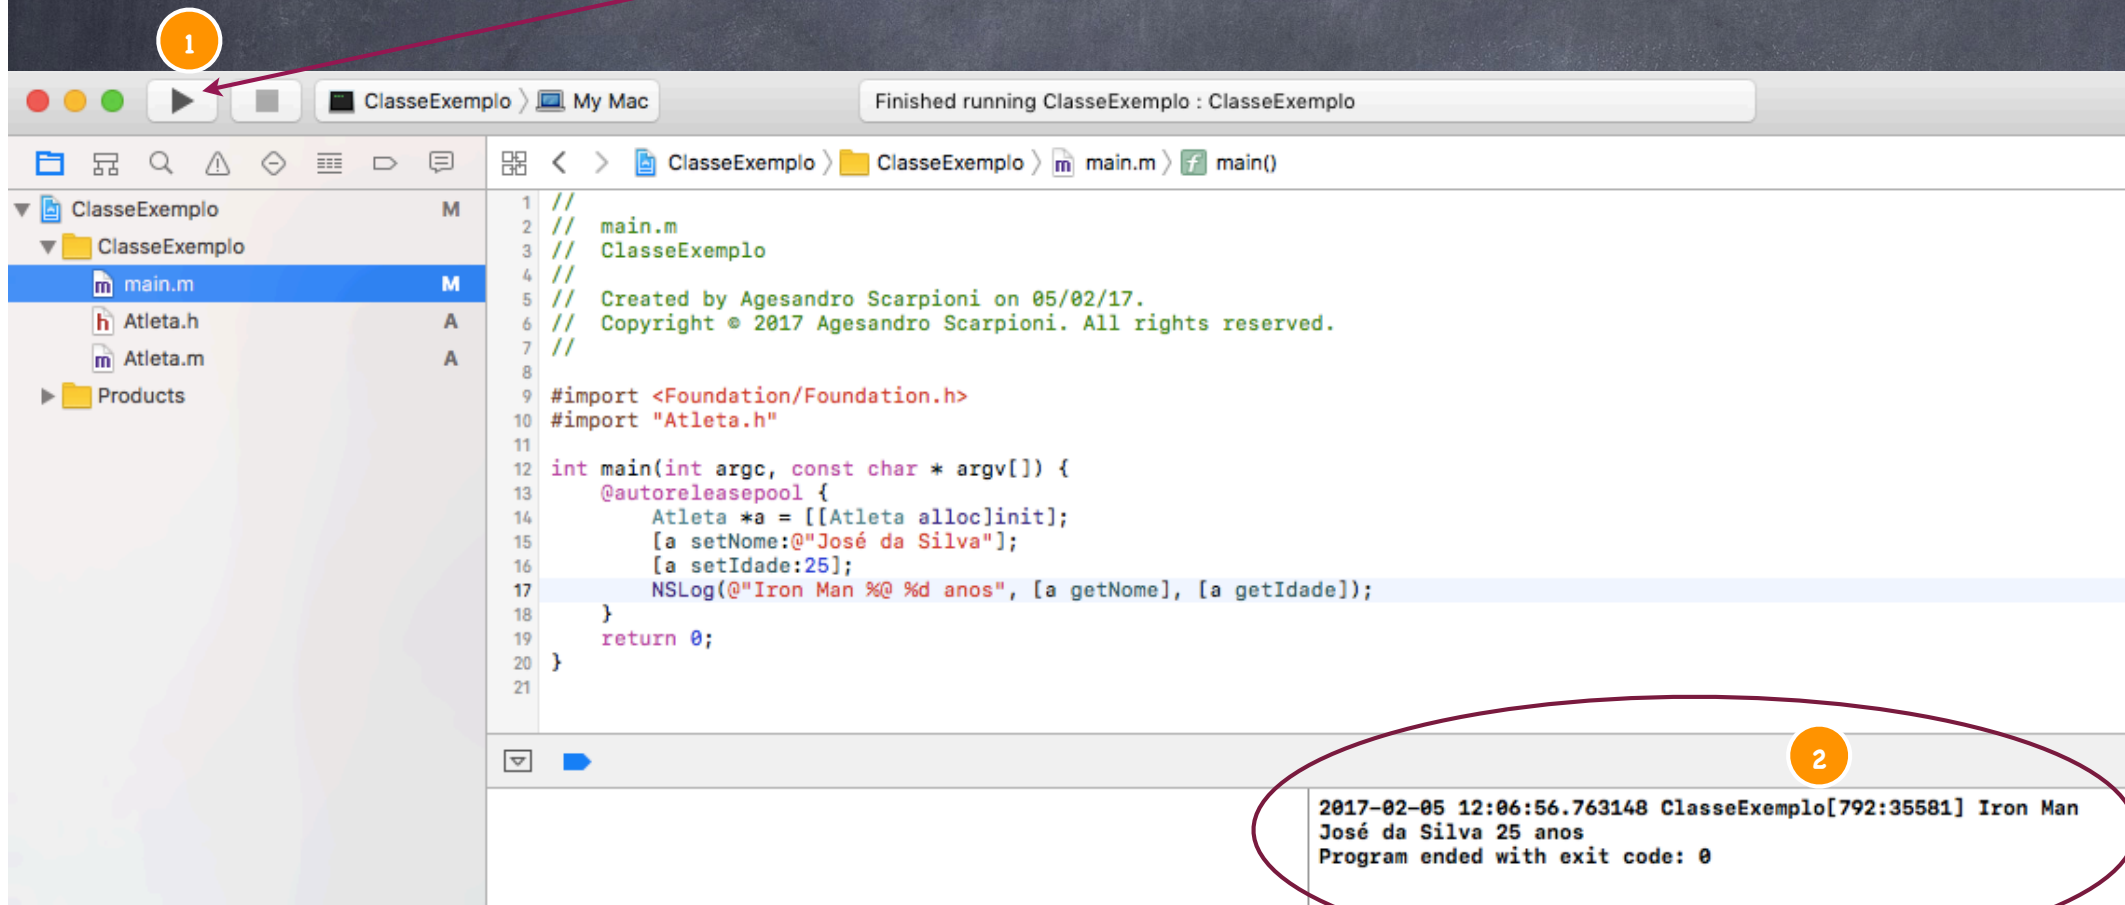 1
ClasseExemplo My Mac
Finished running ClasseExemplo : ClasseExemplo
ClasseExemplo ClasseExemplo main.m main()
ClasseExemplo M
ClasseExemplo
main.m M
Atleta.h A
Atleta.m A
Products
1 //
2 //  main.m
3 //  ClasseExemplo
4 //
5 //  Created by Agesandro Scarpioni on 05/02/17.
6 //  Copyright © 2017 Agesandro Scarpioni. All rights reserved.
7 //
8
9 #import <Foundation/Foundation.h>
10 #import "Atleta.h"
11
12 int main(int argc, const char * argv[]) {
13     @autoreleasepool {
14         Atleta *a = [[Atleta alloc]init];
15         [a setNome:@"José da Silva"];
16         [a setIdade:25];
17         NSLog(@"Iron Man %@ %d anos", [a getNome], [a getIdade]);
18     }
19     return 0;
20 }
21
2
2017-02-05 12:06:56.763148 ClasseExemplo[792:35581] Iron Man
José da Silva 25 anos
Program ended with exit code: 0